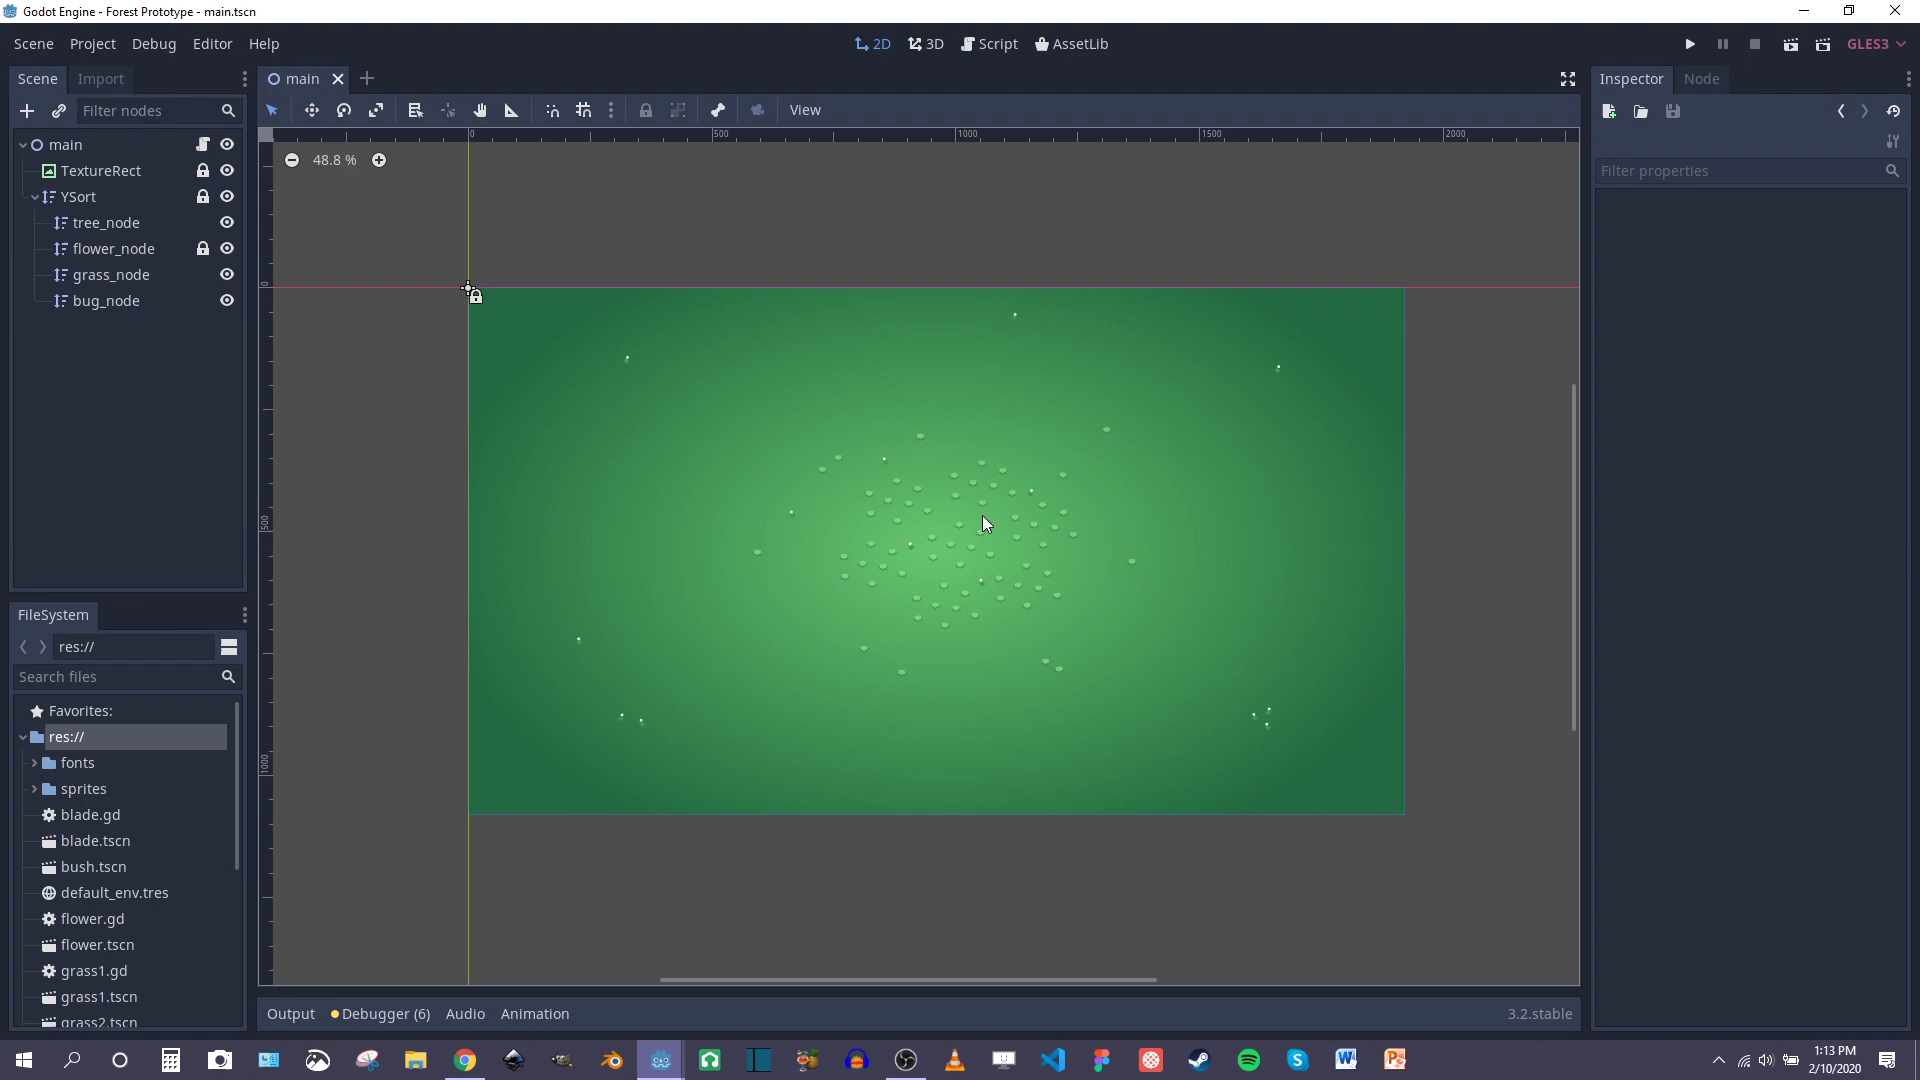 Godot Engine - Forest Prototype - main.tscn
Scene Project Debug Editor Help
2D 3D Script AssetLib
GLES3
Scene Import
main
Inspector Node
Filter nodes
View
main
TextureRect
YSort
tree_node
flower_node
grass_node
bug_node
0 500 1000 1500 2000
48.8 %
0
500
1000
Filter properties
FileSystem
res://
Search files
Favorites:
res://
fonts
sprites
blade.gd
blade.tscn
bush.tscn
default_env.tres
flower.gd
flower.tscn
grass1.gd
grass1.tscn
grass2.tscn
Output Debugger (6) Audio Animation
3.2.stable
1:13 PM
2/10/2020